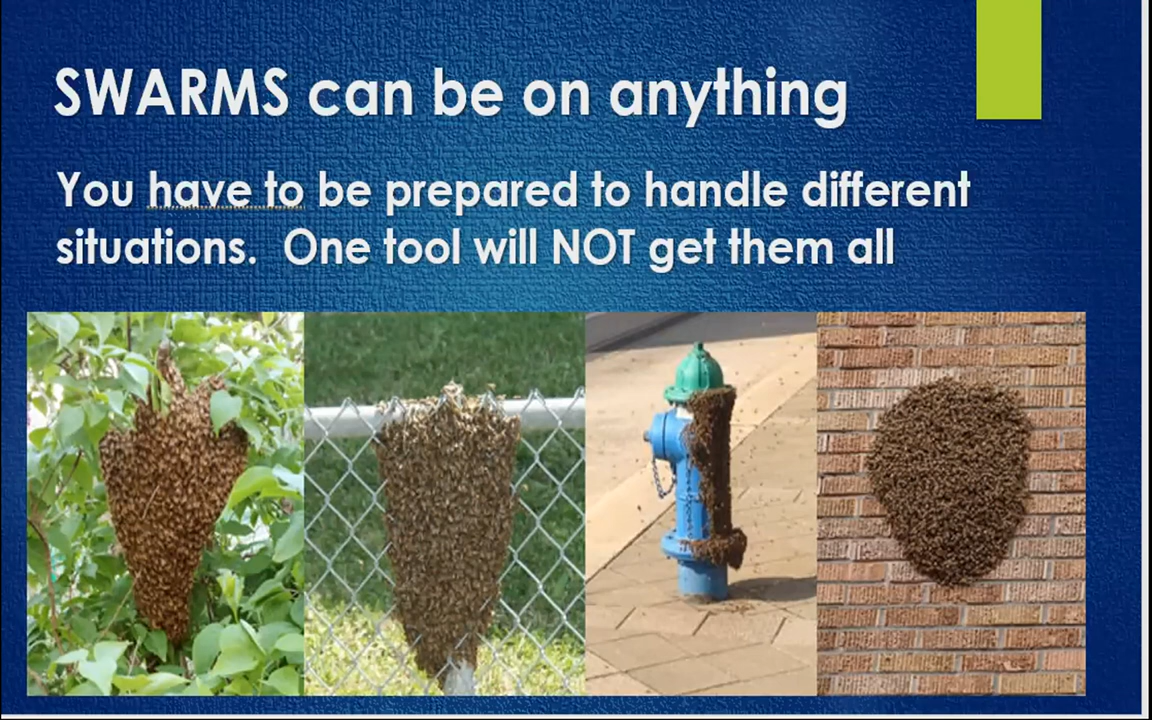 SWARMS can be on anything
You have to be prepared to handle different
situations.  One tool will NOT get them all